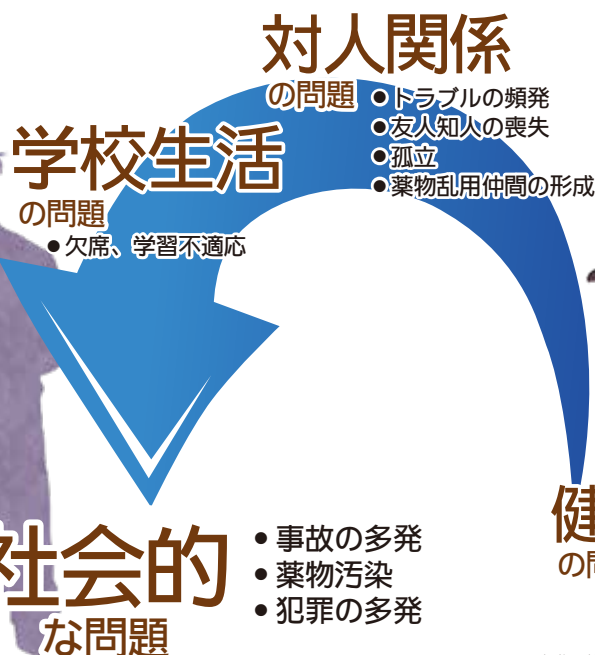 対人関係
の問題
●トラブルの頻発
●友人知人の喪失
●孤立
●薬物乱用仲間の形成
学校生活
の問題
●欠席、学習不適応
社会的
な問題
●事故の多発
●薬物汚染
●犯罪の多発
健
の問